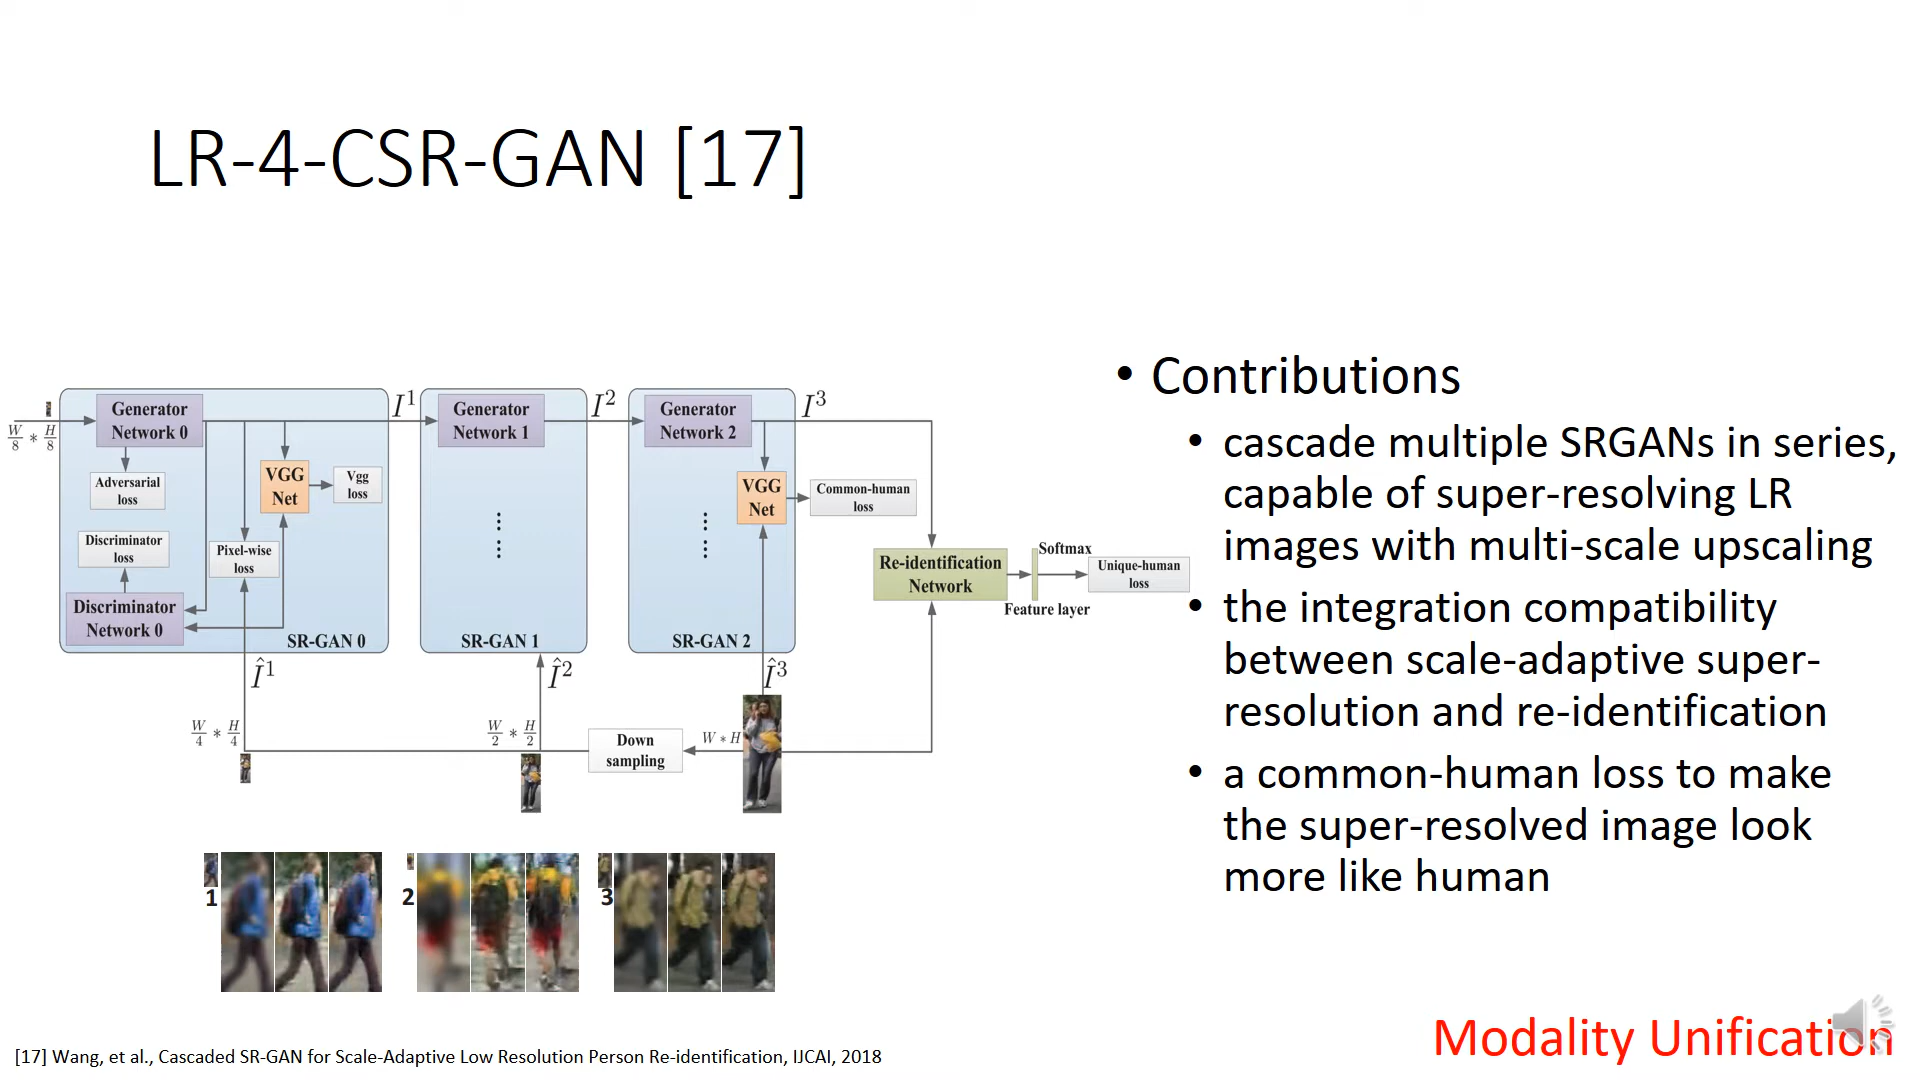 LR-4-CSR-GAN [17]
W/8 * H/8
Generator
Network 0
Adversarial
loss
Discriminator
loss
Discriminator
Network 0
Pixel-wise
loss
VGG
Net
Vgg
loss
SR-GAN 0
I¹
Generator
Network 1
SR-GAN 1
I²
Generator
Network 2
VGG
Net
SR-GAN 2
I³
Common-human
loss
Re-identification
Network
Softmax
Feature layer
Unique-human
loss
Î¹
Î²
Î³
W/4 * H/4
W/2 * H/2
Down
sampling
W * H
1
2
3
• Contributions
• cascade multiple SRGANs in series,
capable of super-resolving LR
images with multi-scale upscaling
• the integration compatibility
between scale-adaptive super-
resolution and re-identification
• a common-human loss to make
the super-resolved image look
more like human
Modality Unification
[17] Wang, et al., Cascaded SR-GAN for Scale-Adaptive Low Resolution Person Re-identification, IJCAI, 2018